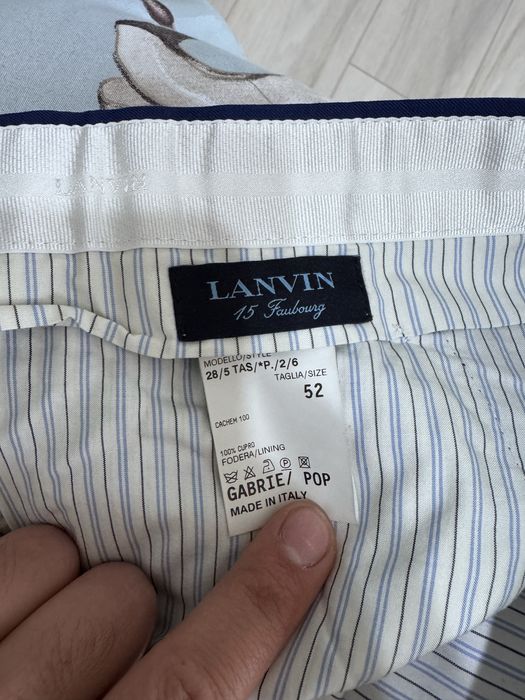 LANVIN
LANVIN
15 Faubourg
MODELLO/STYLE
28/5 TAS/*P./2/6
TAGLIA/SIZE
52
CACHEM 100
100% CUPRO
FODERA/LINING
GABRIE/ POP
MADE IN ITALY